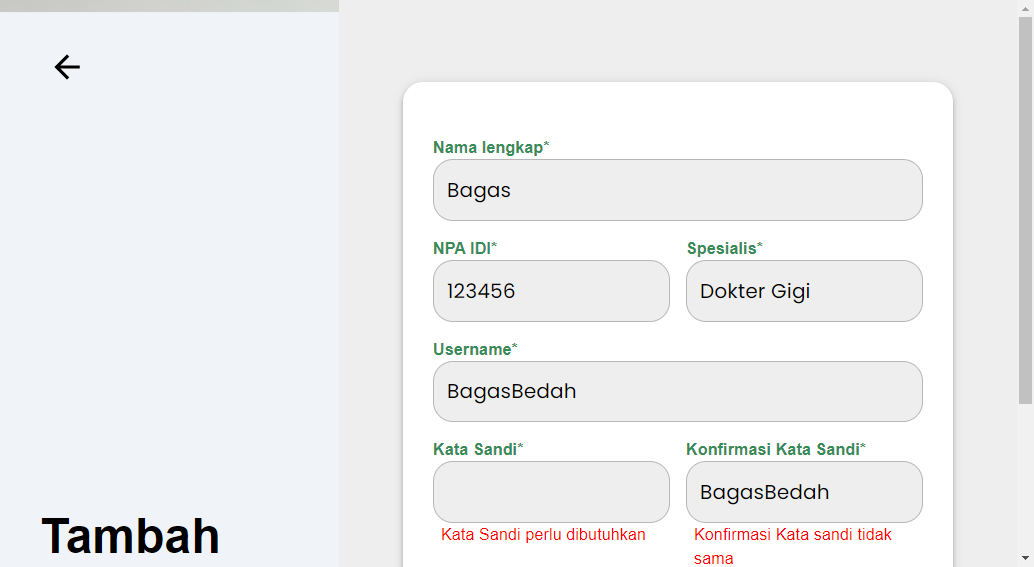 Nama lengkap*
Bagas
NPA IDI* Spesialis*
123456 Dokter Gigi
Username*
BagasBedah
Kata Sandi* Konfirmasi Kata Sandi*
BagasBedah
Kata Sandi perlu dibutuhkan
Konfirmasi Kata sandi tidak
sama
Tambah